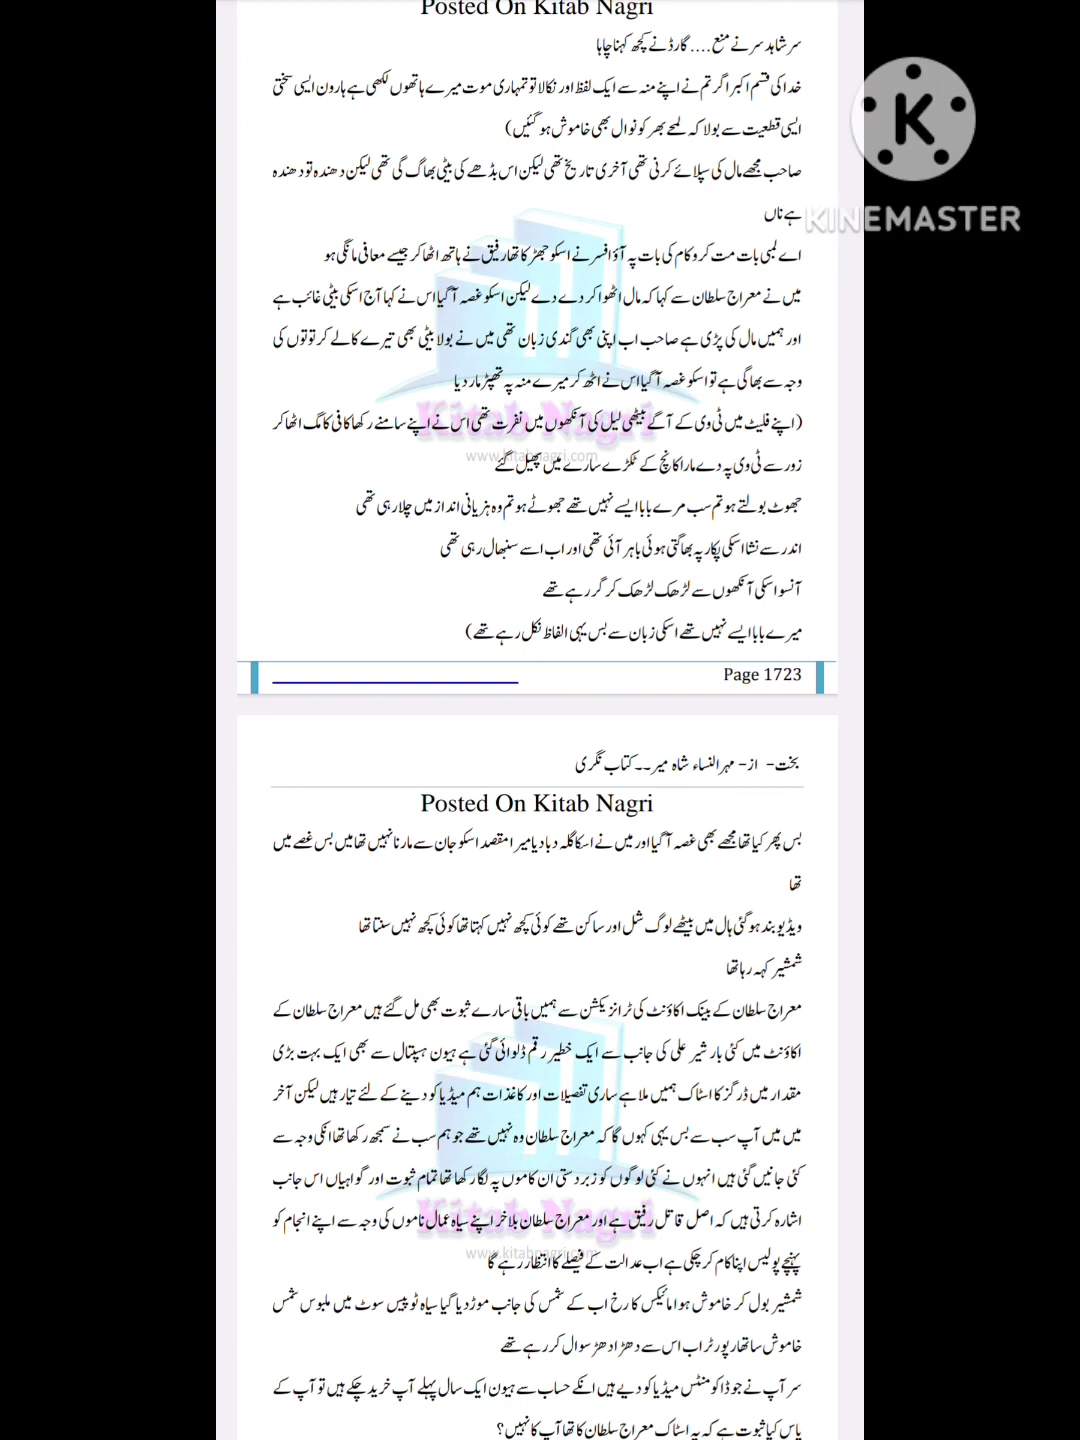 Posted On Kitab Nagri
سر شاہد سر نے منع .... گارڈ نے کچھ کہنا چاہا
خدا کی قسم اکبر اگر تم نے اپنے منہ سے ایک لفظ اور نکالا تو تمہاری موت میرے ہاتھوں لکھی ہے ہارون ایسی سختی
ایسی قطعیت سے بولا کہ لمحے بھر کو نوال بھی خاموش ہو گئیں)
صاحب مجھے مال کی سپلائے کرنی تھی آخری تاریخ تھی لیکن اس بڈھے کی بیٹی بھاگ گی تھی لیکن دھندہ تو دھندہ
ہے ناں
اے لمبی بات مت کرو کام کی بات پہ آؤ افسر نے اسکو جھڑکا تھا رفیق نے ہاتھ اٹھا کر جیسے معافی مانگی ہو
میں نے معراج سلطان سے کہا کہ مال اٹھوا کر دے دے لیکن اسکو غصہ آگیا اس نے کہا آج اسکی بیٹی غائب ہے
اور ہمیں مال کی پڑی ہے صاحب اب اپنی بھی گندی زبان تھی میں نے بولا بیٹی بھی تیرے کالے کرتوتوں کی
وجہ سے بھاگی ہے تو اسکو غصہ آگیا اس نے اٹھ کر میرے منہ پہ تھپڑ مار دیا
(اپنے فلیٹ میں ٹی وی کے آگے بیٹھی لیل کی آنکھوں میں نفرت تھی اس نے اپنے سامنے رکھا کافی کا مگ اٹھا کر
زور سے ٹی وی پہ دے مارا کانچ کے ٹکڑے سارے میں پھیل گئے
جھوٹ بولتے ہو تم سب مرے بابا ایسے نہیں تھے جھوٹے ہو تم وہ ہزیانی انداز میں چلا رہی تھی
اندر سے نشا اسکی پکار پہ بھاگتی ہوئی باہر آئی تھی اور اب اسے سنبھال رہی تھی
آنسو اسکی آنکھوں سے لڑھک لڑھک کر گر رہے تھے
میرے بابا ایسے نہیں تھے اسکی زبان سے بس یہی الفاظ نکل رہے تھے)
Page 1723
بخت- از- مہرالنساء شاہ میر۔۔کتاب نگری
Posted On Kitab Nagri
بس پھر کیا تھا مجھے بھی غصہ آگیا اور میں نے اسکا گلہ دبا دیا میرا مقصد اسکو جان سے مارنا نہیں تھا میں بس غصے میں
تھا
ویڈیو بند ہوگئی ہال میں بیٹھے لوگ شل اور ساکن تھے کوئی کچھ نہیں کہتا تھا کوئی کچھ نہیں سنتا تھا
شمشیر کہہ رہا تھا
معراج سلطان کے بینک اکاؤنٹ کی ٹرانزیکشن سے ہمیں باقی سارے ثبوت بھی مل گئے ہیں معراج سلطان کے
اکاؤنٹ میں کئی بار شیر علی کی جانب سے ایک خطیر رقم ڈلوائی گئی ہے ہیون ہسپتال سے بھی ایک بہت بڑی
مقدار میں ڈرگز کا اسٹاک ہمیں ملا ہے ساری تفصیلات اور کاغذات ہم میڈیا کو دینے کے لئے تیار ہیں لیکن آخر
میں میں آپ سب سے بس یہی کہوں گا کہ معراج سلطان وہ نہیں تھے جو ہم سب نے سمجھ رکھا تھا انکی وجہ سے
کئی جانیں گئی ہیں انہوں نے کئی لوگوں کو زبردستی ان کاموں پہ لگا رکھا تھا تمام ثبوت اور گواہیاں اس جانب
اشارہ کرتی ہیں کہ اصل قاتل رفیق ہے اور معراج سلطان بلاخر اپنے سیاہ عمال ناموں کی وجہ سے اپنے انجام کو
پہنچے پولیس اپنا کام کر چکی ہے اب عدالت کے فیصلے کا انتظار رہے گا
شمشیر بول کر خاموش ہوا مائیکس کا رخ اب کے شمس کی جانب موڑ دیا گیا سیاہ ٹو پیس سوٹ میں ملبوس شمس
خاموش ساتھا رپورٹر اب اس سے دھڑا دھڑ سوال کر رہے تھے
سر آپ نے جو ڈاکومنٹس میڈیا کو دیے ہیں انکے حساب سے ہیون ایک سال پہلے آپ خرید چکے ہیں تو آپ کے
پاس کیا ثبوت ہے کہ یہ اسٹاک معراج سلطان کا تھا آپ کا نہیں؟
Kitab Nagri
www.kitabnagri.com
Kitab Nagri
www.kitabnagri.com
K
KINEMASTER